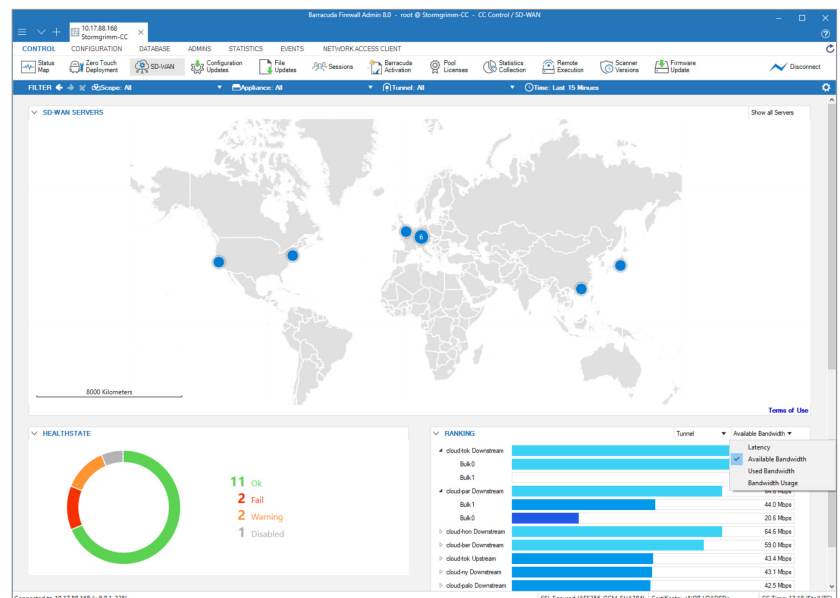 Barracuda Firewall Admin 8.0 - root @ Stormgrimm-CC - CC Control / SD-WAN
10.17.88.168
Stormgrimm-CC
CONTROL CONFIGURATION DATABASE ADMINS STATISTICS EVENTS NETWORK ACCESS CLIENT
Status Map
Zero Touch Deployment
SD-WAN
Configuration Updates
File Updates
Sessions
Barracuda Activation
Pool Licenses
Statistics Collection
Remote Execution
Scanner Versions
Firmware Update
Disconnect
FILTER Scope: All Appliance: All Tunnel: All Time: Last 15 Minues
SD-WAN SERVERS Show all Servers
6
8000 Kilometers
Terms of Use
HEALTHSTATE
11 Ok
2 Fail
2 Warning
1 Disabled
RANKING Tunnel Available Bandwidth
Latency
Available Bandwidth
Used Bandwidth
Bandwidth Usage
cloud-tok Downstream
Bulk0
Bulk1
cloud-par Downstream 64.6 Mbps
Bulk1 44.0 Mbps
Bulk0 20.6 Mbps
cloud-hon Downstream 64.6 Mbps
cloud-ber Downstream 59.0 Mbps
cloud-tok Upstream 43.4 Mbps
cloud-ny Downstream 43.1 Mbps
cloud-palo Downstream 42.5 Mbps